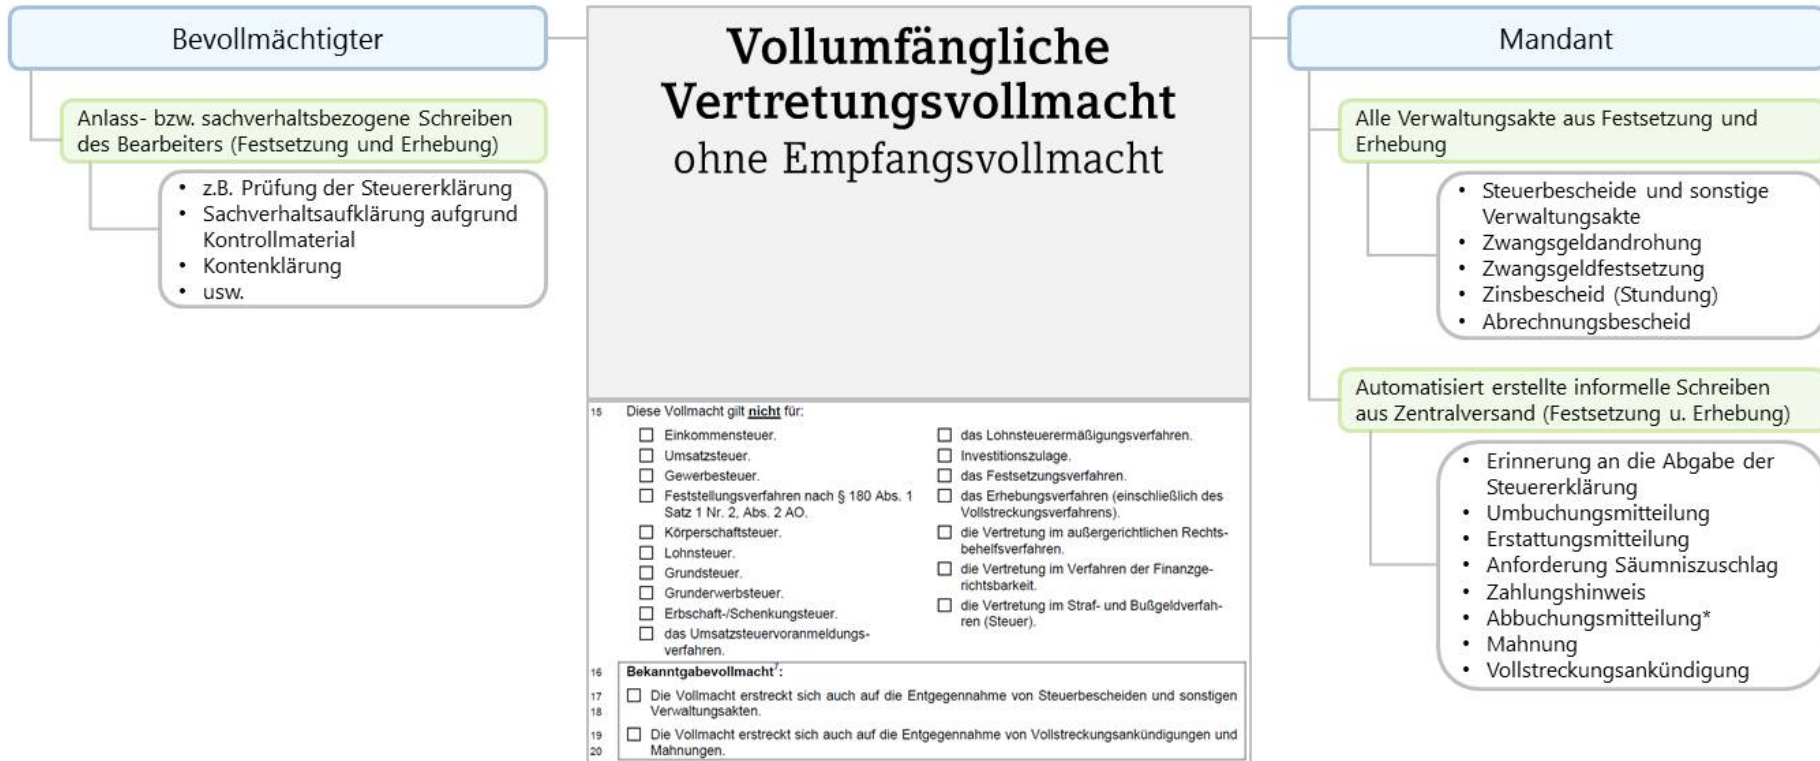 Bevollmächtigter
Anlass- bzw. sachverhaltsbezogene Schreiben
des Bearbeiters (Festsetzung und Erhebung)
• z.B. Prüfung der Steuererklärung
• Sachverhaltsaufklärung aufgrund
Kontrollmaterial
• Kontenklärung
• usw.
Vollumfängliche
Vertretungsvollmacht
ohne Empfangsvollmacht
15 Diese Vollmacht gilt nicht für:
Einkommensteuer.
Umsatzsteuer.
Gewerbesteuer.
Feststellungsverfahren nach § 180 Abs. 1
Satz 1 Nr. 2, Abs. 2 AO.
Körperschaftsteuer.
Lohnsteuer.
Grundsteuer.
Grunderwerbsteuer.
Erbschaft-/Schenkungsteuer.
das Umsatzsteuervoranmeldungs-
verfahren.
das Lohnsteuerermäßigungsverfahren.
Investitionszulage.
das Festsetzungsverfahren.
das Erhebungsverfahren (einschließlich des
Vollstreckungsverfahrens).
die Vertretung im außergerichtlichen Rechts-
behelfsverfahren.
die Vertretung im Verfahren der Finanzge-
richtsbarkeit.
die Vertretung im Straf- und Bußgeldverfah-
ren (Steuer).
16 Bekanntgabevollmacht7:
17 Die Vollmacht erstreckt sich auch auf die Entgegennahme von Steuerbescheiden und sonstigen
18 Verwaltungsakten.
19 Die Vollmacht erstreckt sich auch auf die Entgegennahme von Vollstreckungsankündigungen und
20 Mahnungen.
Mandant
Alle Verwaltungsakte aus Festsetzung und
Erhebung
• Steuerbescheide und sonstige
Verwaltungsakte
• Zwangsgeldandrohung
• Zwangsgeldfestsetzung
• Zinsbescheid (Stundung)
• Abrechnungsbescheid
Automatisiert erstellte informelle Schreiben
aus Zentralversand (Festsetzung u. Erhebung)
• Erinnerung an die Abgabe der
Steuererklärung
• Umbuchungsmitteilung
• Erstattungsmitteilung
• Anforderung Säumniszuschlag
• Zahlungshinweis
• Abbuchungsmitteilung*
• Mahnung
• Vollstreckungsankündigung